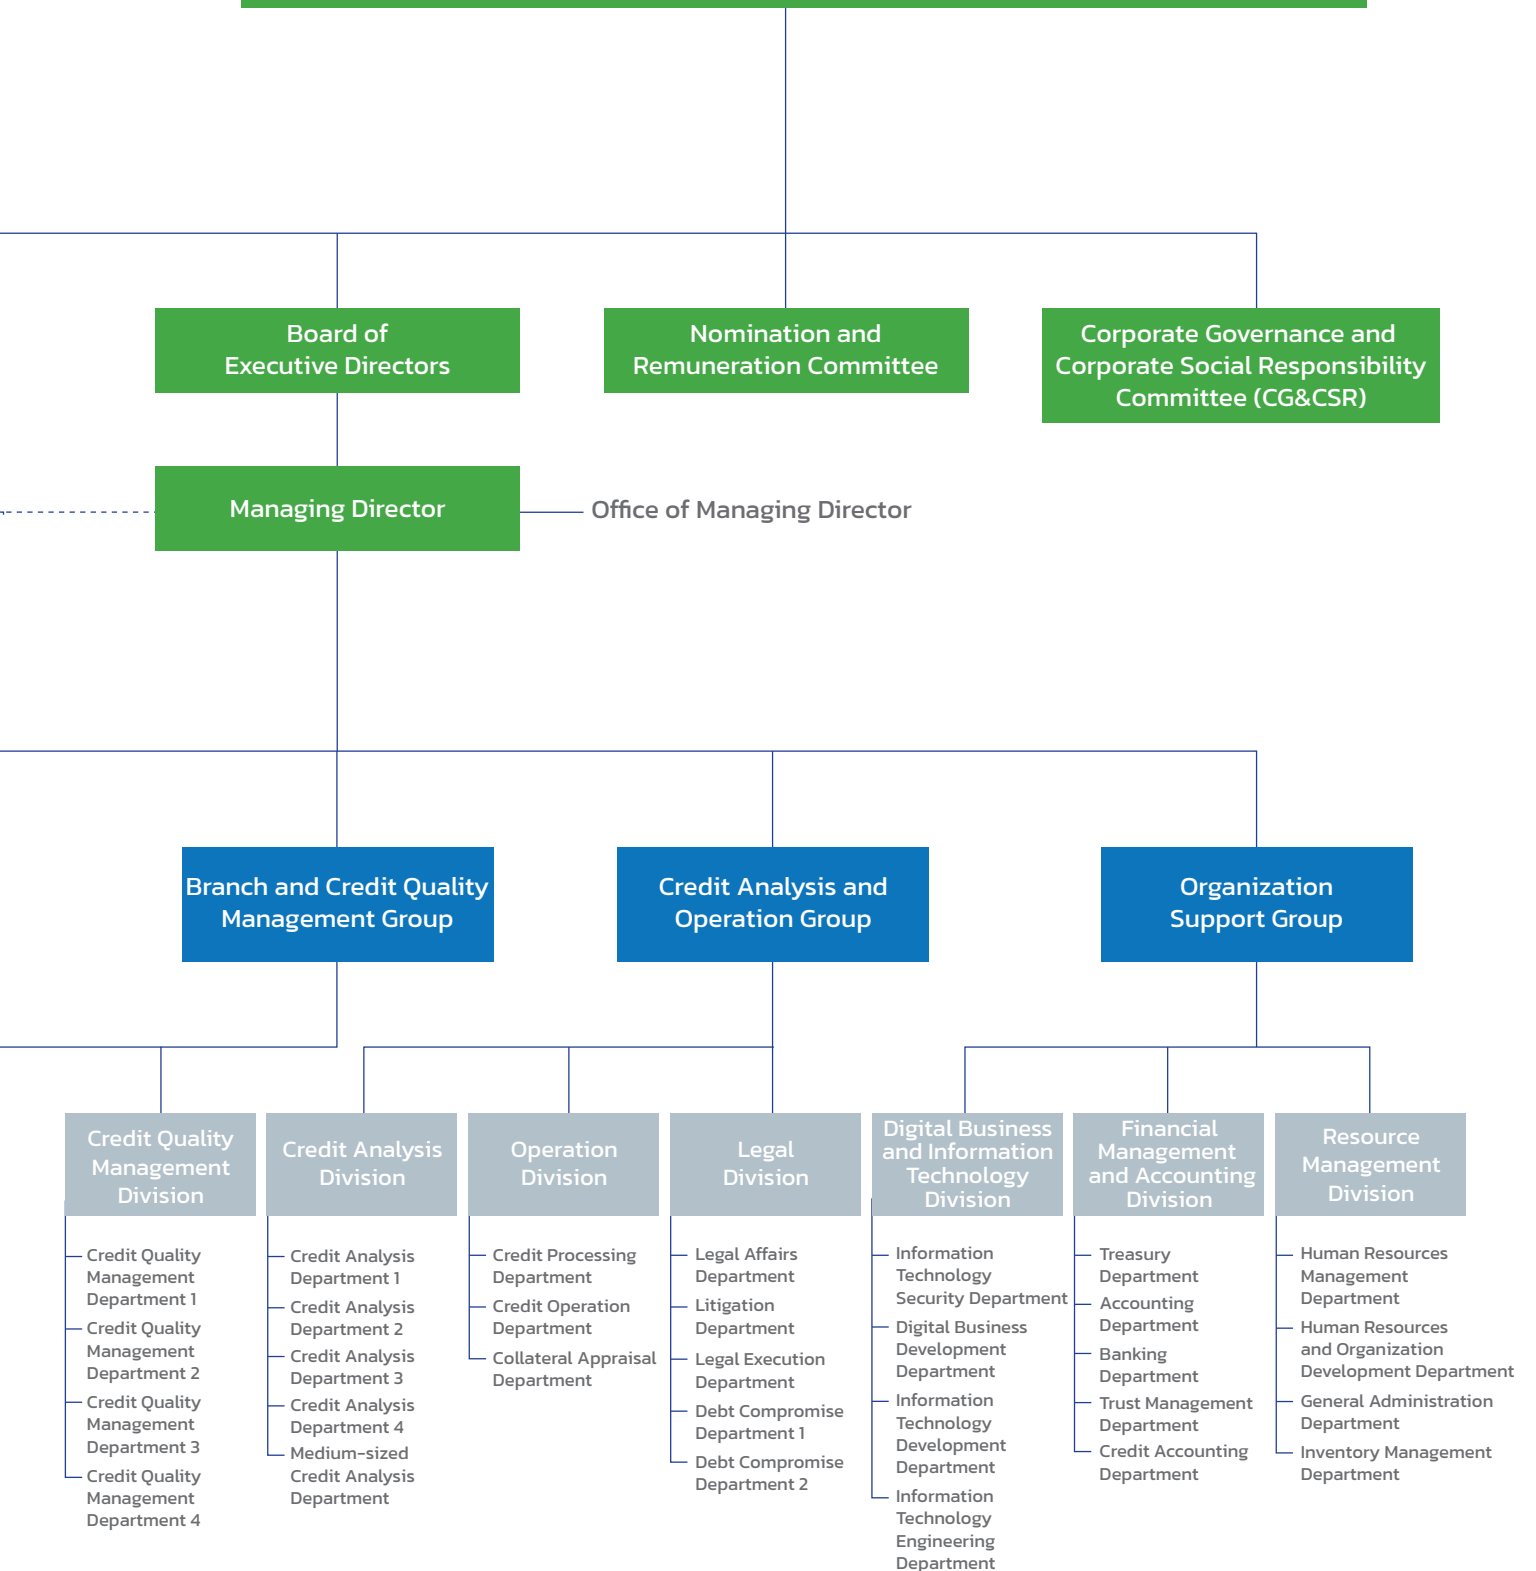 Board of
Executive Directors
Nomination and
Remuneration Committee
Corporate Governance and
Corporate Social Responsibility
Committee (CG&CSR)
Managing Director
Office of Managing Director
Branch and Credit Quality
Management Group
Credit Analysis and
Operation Group
Organization
Support Group
Credit Quality
Management
Division
Credit Quality
Management
Department 1
Credit Quality
Management
Department 2
Credit Quality
Management
Department 3
Credit Quality
Management
Department 4
Credit Analysis
Division
Credit Analysis
Department 1
Credit Analysis
Department 2
Credit Analysis
Department 3
Credit Analysis
Department 4
Medium-sized
Credit Analysis
Department
Operation
Division
Credit Processing
Department
Credit Operation
Department
Collateral Appraisal
Department
Legal
Division
Legal Affairs
Department
Litigation
Department
Legal Execution
Department
Debt Compromise
Department 1
Debt Compromise
Department 2
Digital Business
and Information
Technology
Division
Information
Technology
Security Department
Digital Business
Development
Department
Information
Technology
Development
Department
Information
Technology
Engineering
Department
Financial
Management
and Accounting
Division
Treasury
Department
Accounting
Department
Banking
Department
Trust Management
Department
Credit Accounting
Department
Resource
Management
Division
Human Resources
Management
Department
Human Resources
and Organization
Development Department
General Administration
Department
Inventory Management
Department